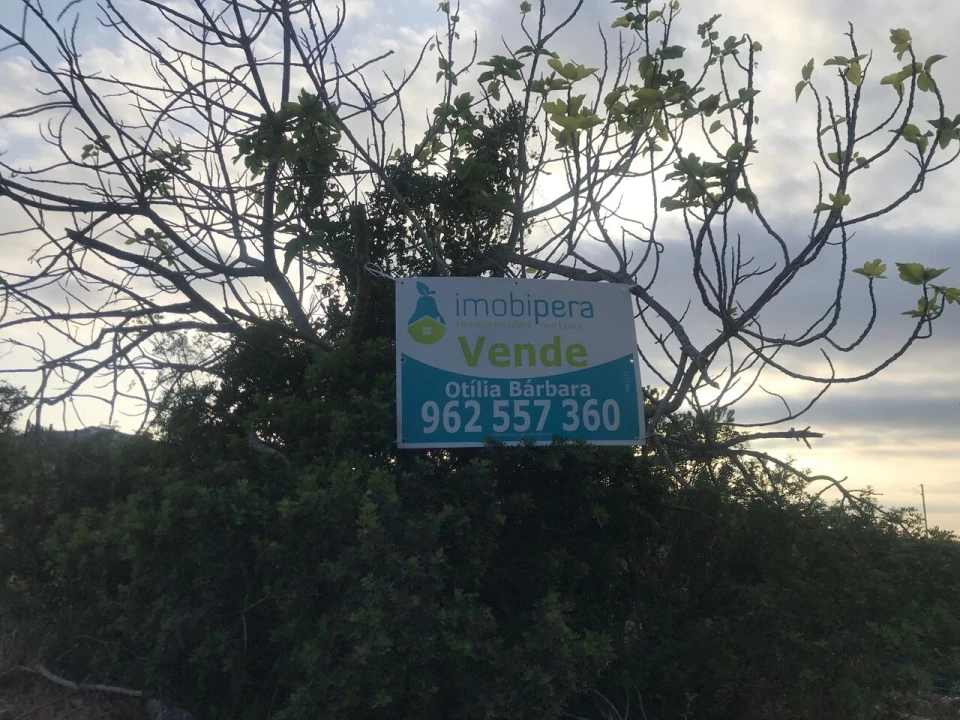 imobipera
Vende
Otília Bárbara
962 557 360